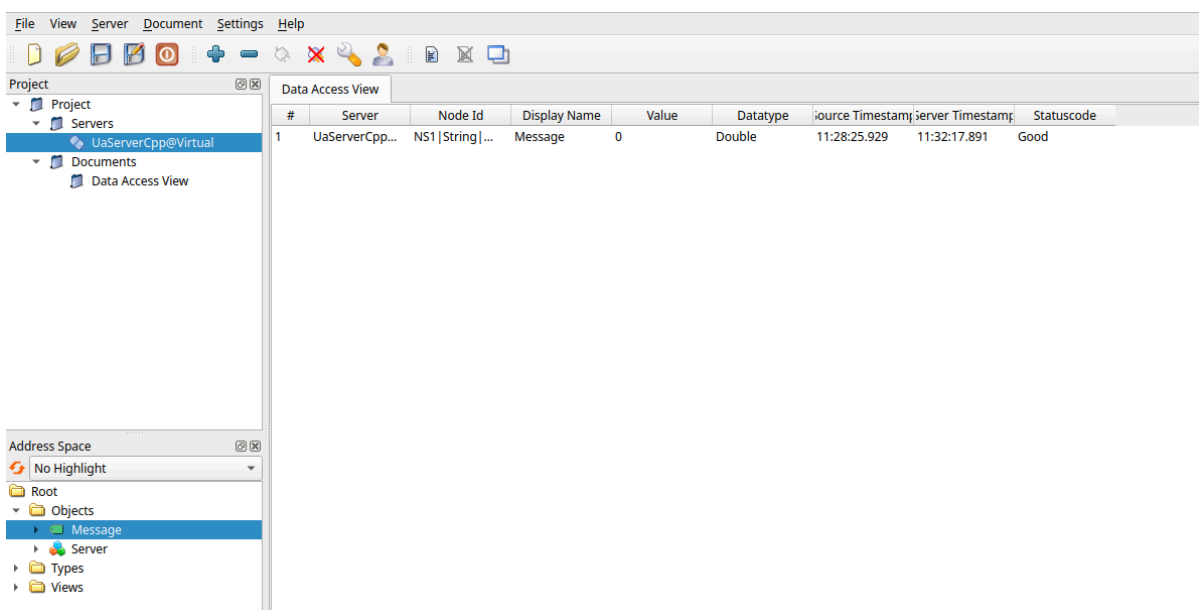 File View Server Document Settings Help
Project
Project
Servers
UaServerCpp@Virtual
Documents
Data Access View
Data Access View
# Server Node Id Display Name Value Datatype Source Timestamp Server Timestamp Statuscode
1 UaServerCpp... NS1|String|... Message 0 Double 11:28:25.929 11:32:17.891 Good
Address Space
No Highlight
Root
Objects
Message
Server
Types
Views